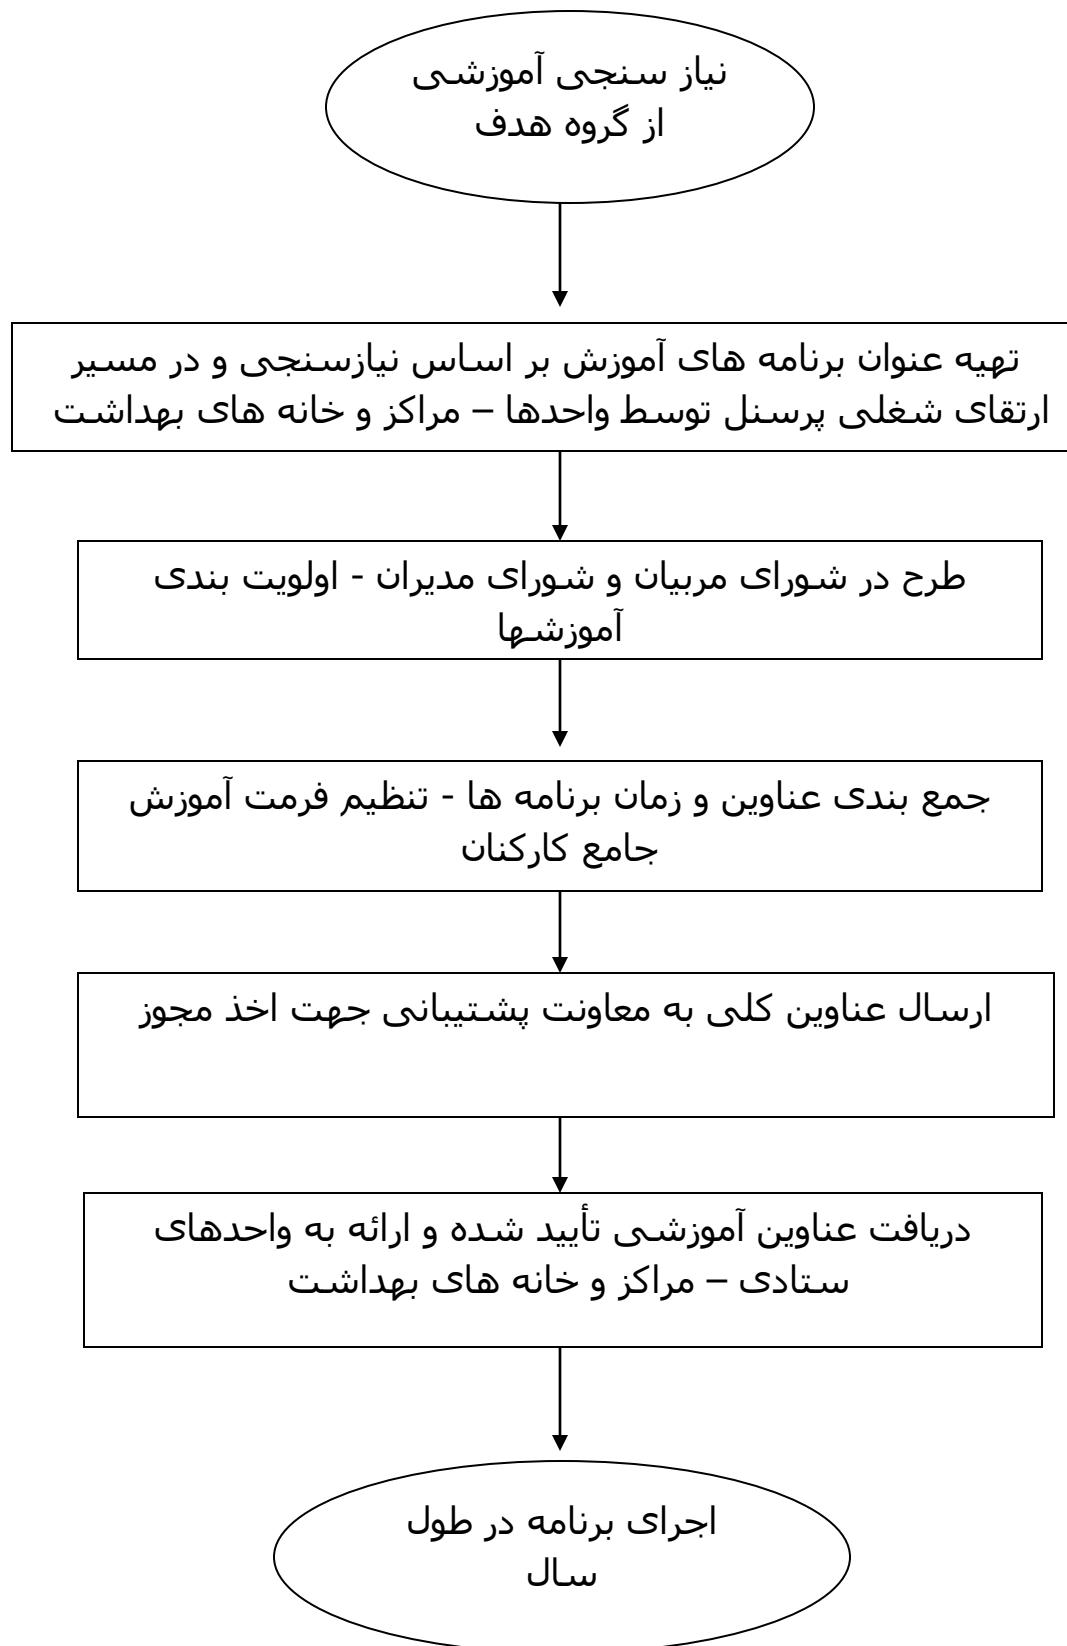 نیاز سنجی آموزشی
از گروه هدف
تهیه عنوان برنامه های آموزش بر اساس نیازسنجی و در مسیر
ارتقای شغلی پرسنل توسط واحدها – مراکز و خانه های بهداشت
طرح در شورای مربیان و شورای مدیران - اولویت بندی
آموزشها
جمع بندی عناوین و زمان برنامه ها - تنظیم فرمت آموزش
جامع کارکنان
ارسال عناوین کلی به معاونت پشتیبانی جهت اخذ مجوز
دریافت عناوین آموزشی تأیید شده و ارائه به واحدهای
ستادی – مراکز و خانه های بهداشت
اجرای برنامه در طول
سال